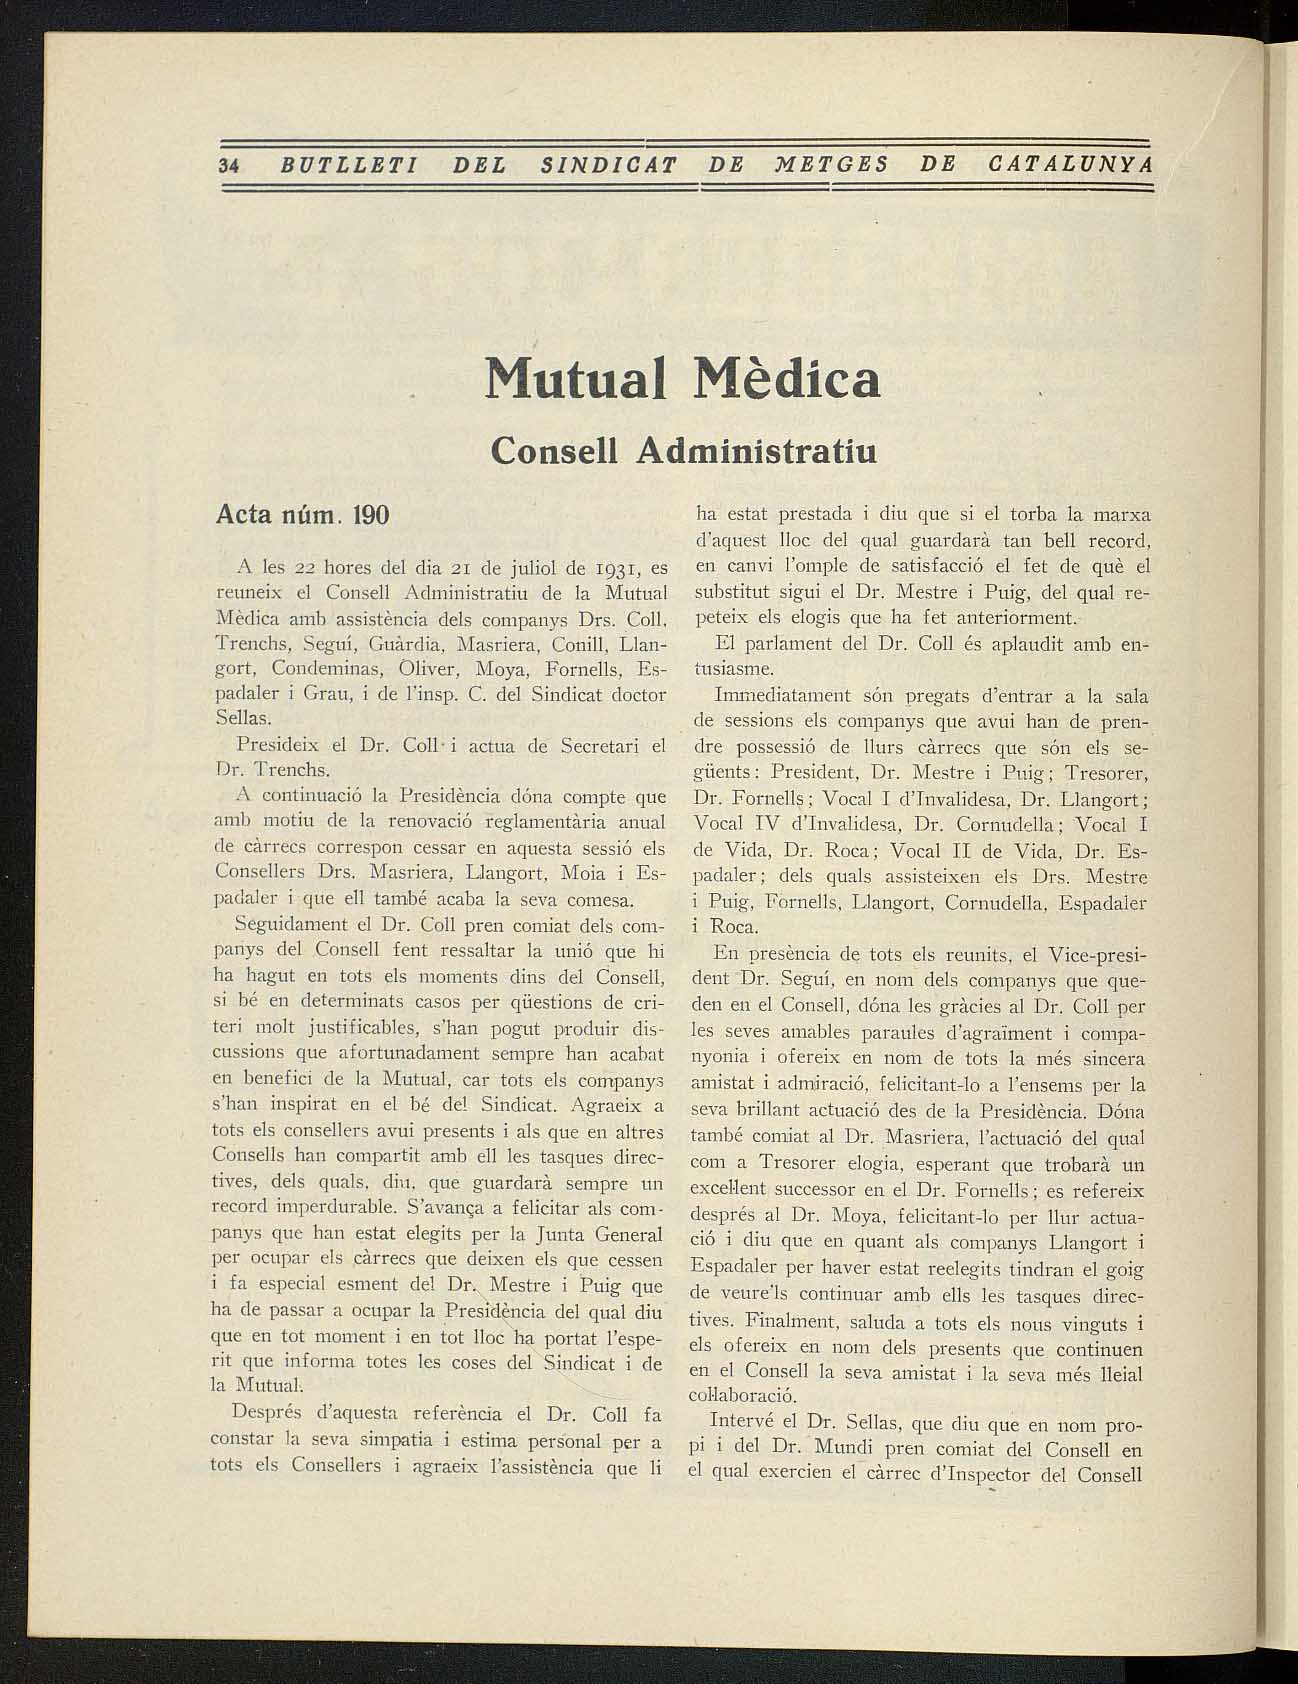 34 BUTLLETI DEL SINDICAT DE METGES DE CATALUNYA
Mutual Mèdica
Consell Administratiu
Acta núm. 190
A les 22 hores del dia 21 de juliol de 1931, es
reuneix el Consell Administratiu de la Mutual
Mèdica amb assistència dels companys Drs. Coll,
Trenchs, Seguí, Guàrdia, Masriera, Conill, Llan-
gort, Condeminas, Oliver, Moya, Fornells, Es-
padaler i Grau, i de l'insp. C. del Sindicat doctor
Sellas.
Presideix el Dr. Coll i actua de Secretari el
Dr. Trenchs.
A continuació la Presidència dóna compte que
amb motiu de la renovació reglamentària anual
de càrrecs correspon cessar en aquesta sessió els
Consellers Drs. Masriera, Llangort, Moia i Es-
padaler i que ell també acaba la seva comesa.
Seguidament el Dr. Coll pren comiat dels com-
panys del Consell fent ressaltar la unió que hi
ha hagut en tots els moments dins del Consell,
si bé en determinats casos per qüestions de cri-
teri molt justificables, s'han pogut produir dis-
cussions que afortunadament sempre han acabat
en benefici de la Mutual, car tots els companys
s'han inspirat en el bé del Sindicat. Agraeix a
tots els consellers avui presents i als que en altres
Consells han compartit amb ell les tasques direc-
tives, dels quals, diu, que guardarà sempre un
record imperdurable. S'avança a felicitar als com-
panys que han estat elegits per la Junta General
per ocupar els càrrecs que deixen els que cessen
i fa especial esment del Dr. Mestre i Puig que
ha de passar a ocupar la Presidència del qual diu
que en tot moment i en tot lloc ha portat l'espe-
rit que informa totes les coses del Sindicat i de
la Mutual.
Després d'aquesta referència el Dr. Coll fa
constar la seva simpatia i estima personal per a
tots els Consellers i agraeix l'assistència que li
ha estat prestada i diu que si el torba la marxa
d'aquest lloc del qual guardarà tan bell record,
en canvi l'omple de satisfacció el fet de què el
substitut sigui el Dr. Mestre i Puig, del qual re-
peteix els elogis que ha fet anteriorment.
El parlament del Dr. Coll és aplaudit amb en-
tusiasme.
Immediatament són pregats d'entrar a la sala
de sessions els companys que avui han de pren-
dre possessió de llurs càrrecs que són els se-
güents: President, Dr. Mestre i Puig; Tresorer,
Dr. Fornells; Vocal I d'Invalidesa, Dr. Llangort;
Vocal IV d'Invalidesa, Dr. Cornudella; Vocal I
de Vida, Dr. Roca; Vocal II de Vida, Dr. Es-
padaler; dels quals assisteixen els Drs. Mestre
i Puig, Fornells, Llangort, Cornudella, Espadaler
i Roca.
En presència de tots els reunits, el Vice-presi-
dent Dr. Seguí, en nom dels companys que que-
den en el Consell, dóna les gràcies al Dr. Coll per
les seves amables paraules d'agraïment i compa-
nyonia i ofereix en nom de tots la més sincera
amistat i admiració, felicitant-lo a l'ensems per la
seva brillant actuació des de la Presidència. Dóna
també comiat al Dr. Masriera, l'actuació del qual
com a Tresorer elogia, esperant que trobarà un
excel·lent successor en el Dr. Fornells; es refereix
després al Dr. Moya, felicitant-lo per llur actua-
ció i diu que en quant als companys Llangort i
Espadaler per haver estat reelegits tindran el goig
de veure'ls continuar amb ells les tasques direc-
tives. Finalment, saluda a tots els nous vinguts i
els ofereix en nom dels presents que continuen
en el Consell la seva amistat i la seva més lleial
col·laboració.
Intervé el Dr. Sellas, que diu que en nom pro-
pi i del Dr. Mundi pren comiat del Consell en
el qual exercien el càrrec d'Inspector del Consell